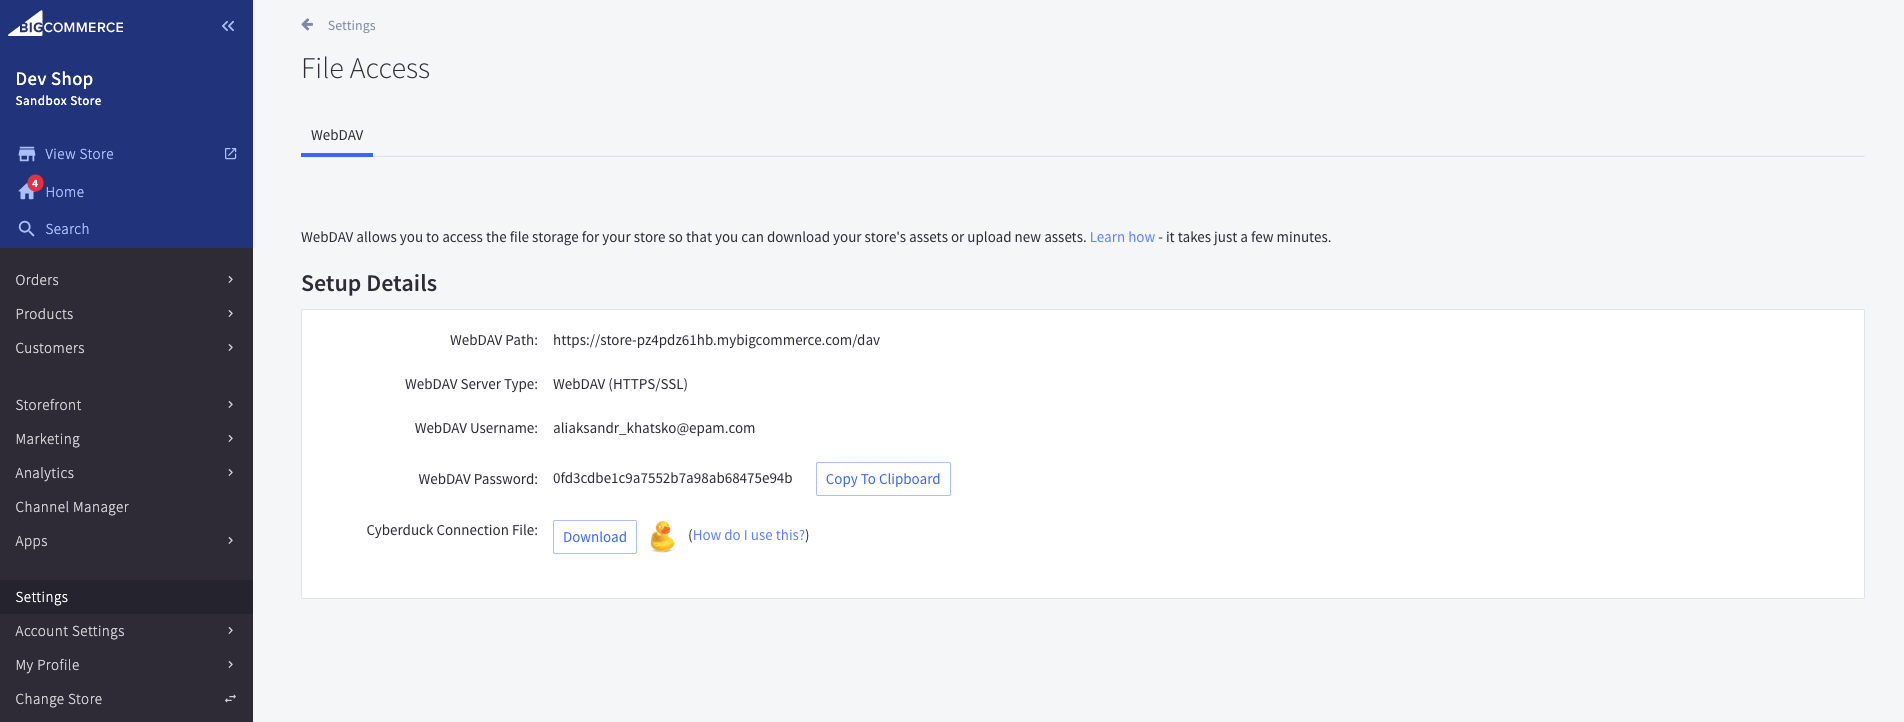 BIGCOMMERCE
Dev Shop
Sandbox Store
View Store
4
Home
Search
Orders
Products
Customers
Storefront
Marketing
Analytics
Channel Manager
Apps
Settings
Account Settings
My Profile
Change Store
Settings
File Access
WebDAV
WebDAV allows you to access the file storage for your store so that you can download your store's assets or upload new assets. Learn how - it takes just a few minutes.
Setup Details
WebDAV Path: https://store-pz4pdz61hb.mybigcommerce.com/dav
WebDAV Server Type: WebDAV (HTTPS/SSL)
WebDAV Username: aliaksandr_khatsko@epam.com
WebDAV Password: 0fd3cdbe1c9a7552b7a98ab68475e94b Copy To Clipboard
Cyberduck Connection File: Download (How do I use this?)